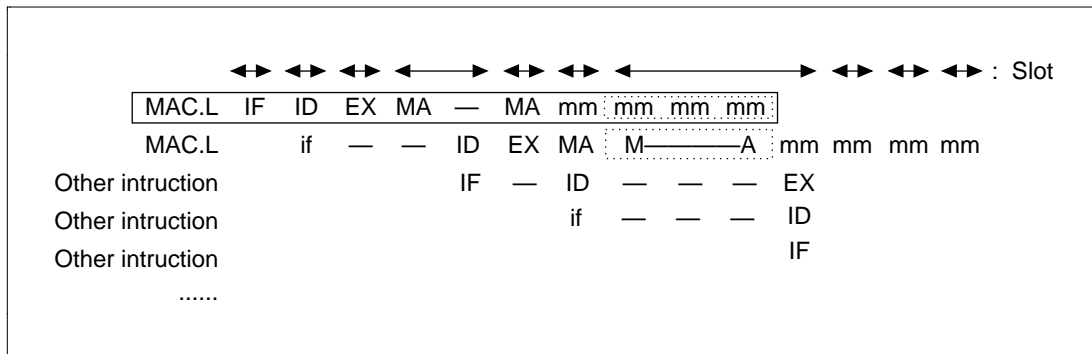 : Slot
MAC.L IF ID EX MA — MA mm mm mm mm
MAC.L if — — ID EX MA M————A mm mm mm mm
Other intruction IF — ID — — — EX
Other intruction if — — — ID
Other intruction IF
......